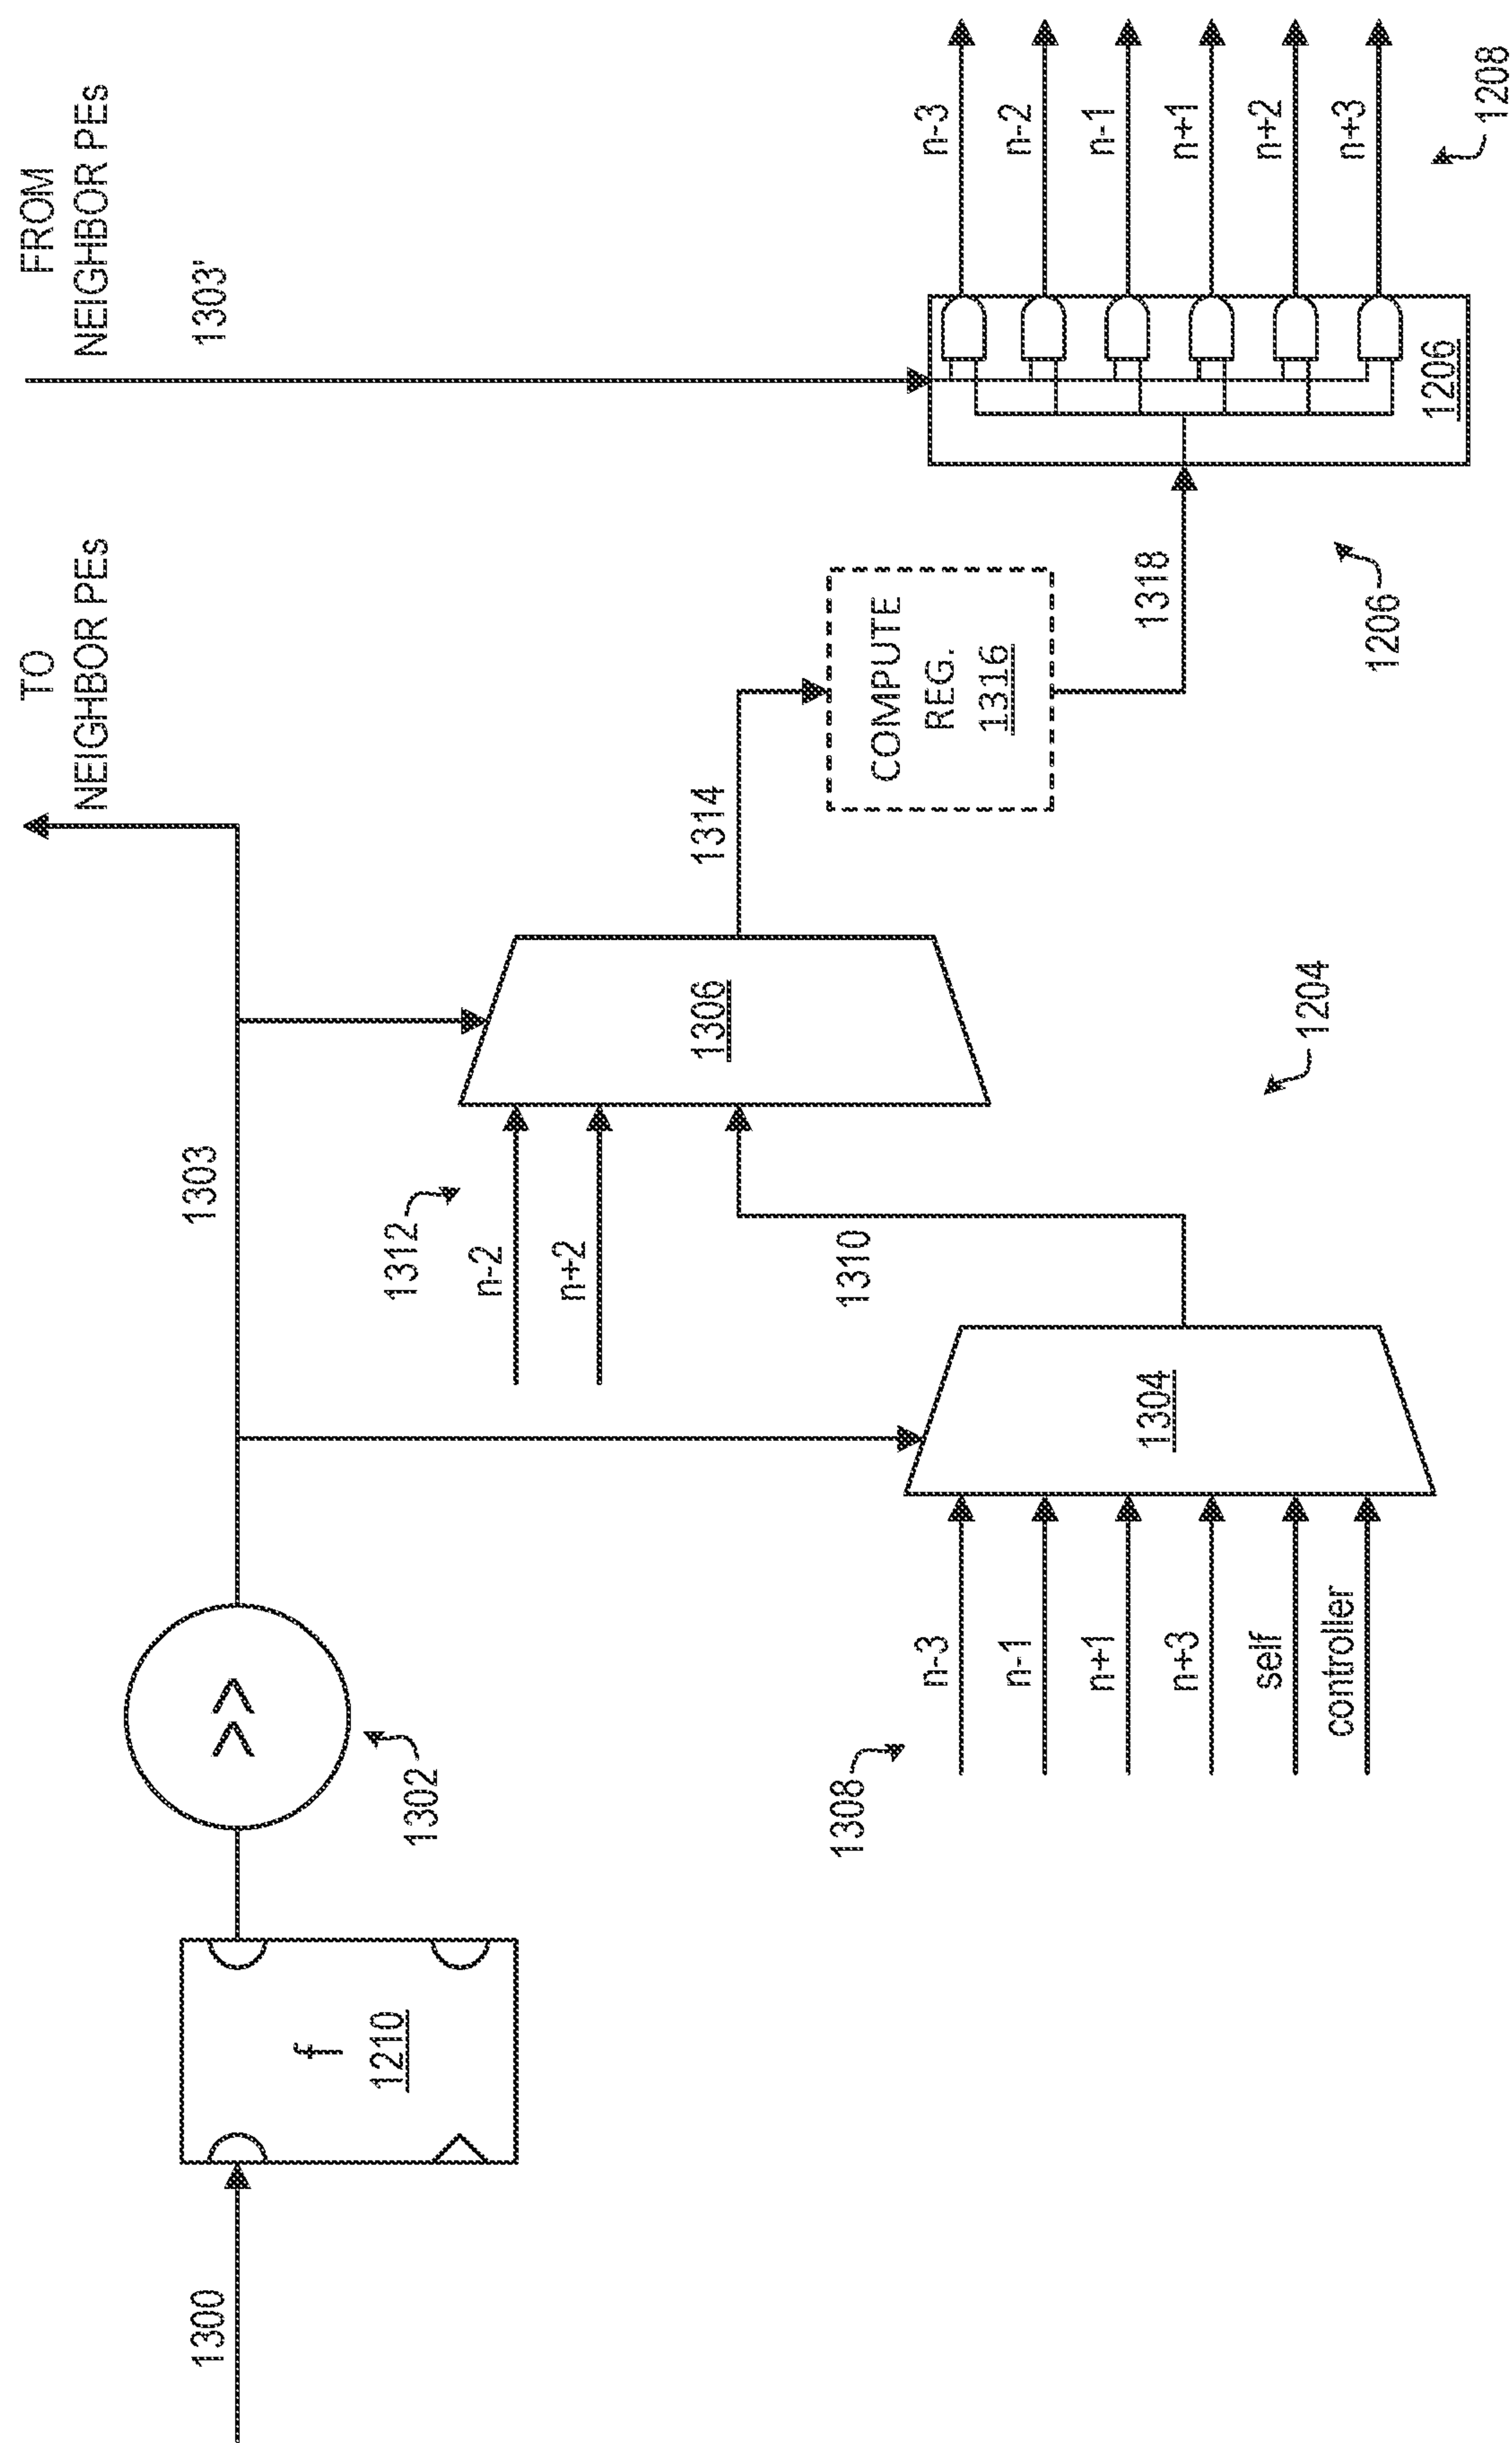 1300
f
1210
1302
>>
1303
TO
NEIGHBOR PEs
FROM
NEIGHBOR PEs
1303'
1308
n-3
n-1
n+1
n+3
self
controller
1304
1310
1312
n-2
n+2
1306
1204
1314
COMPUTE
REG.
1316
1318
1206
1206
n-3
n-2
n-1
n+1
n+2
n+3
1208